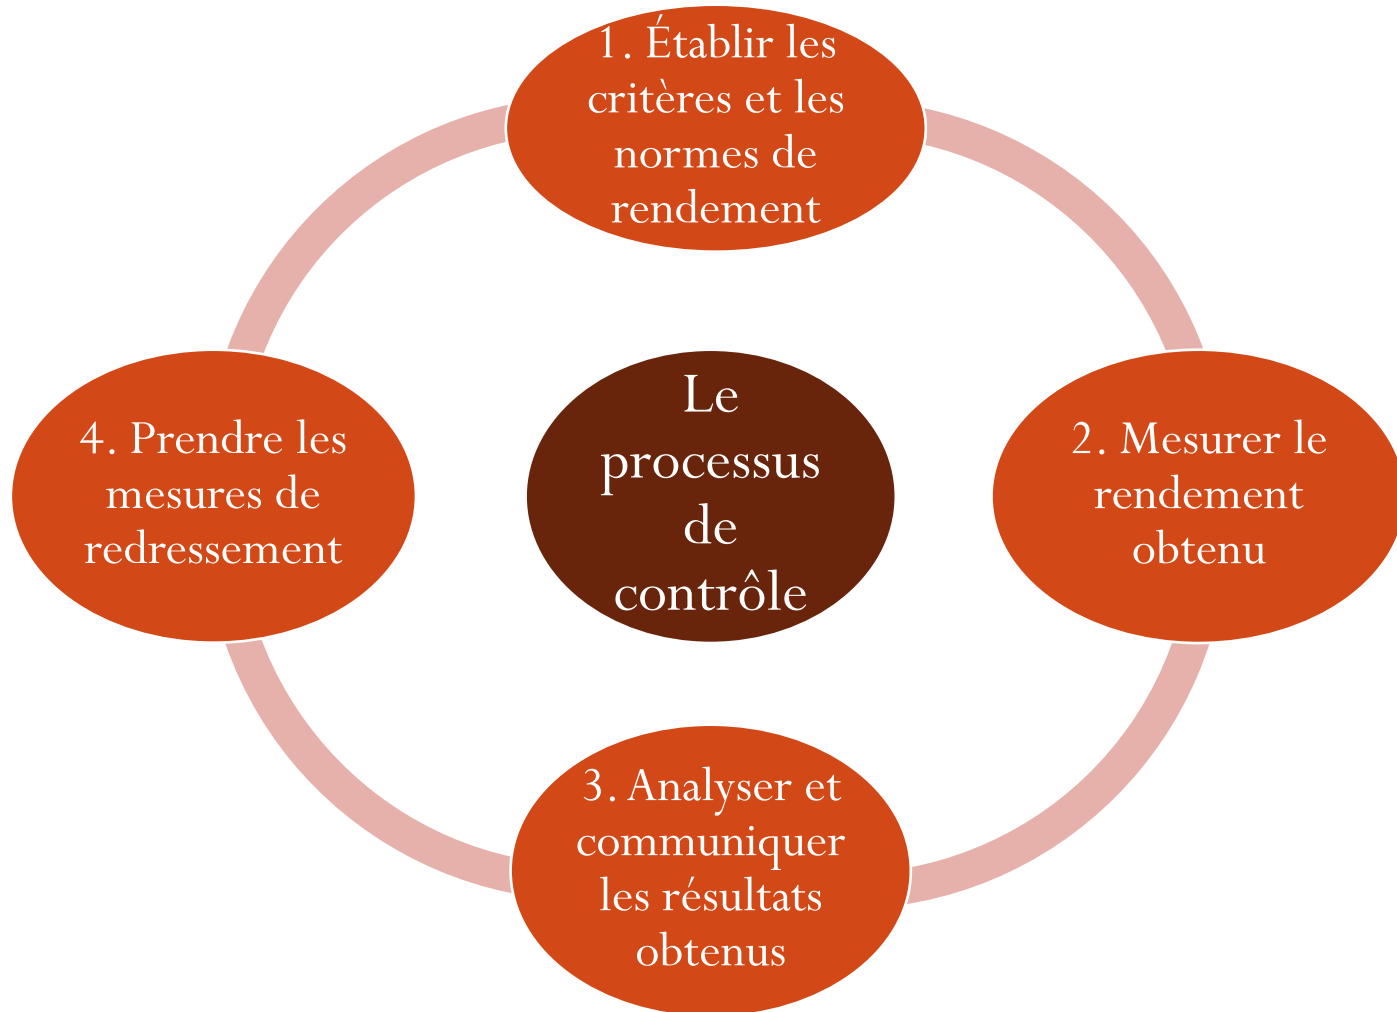 1. Établir les
critères et les
normes de
rendement
Le
processus
de
contrôle
4. Prendre les
mesures de
redressement
2. Mesurer le
rendement
obtenu
3. Analyser et
communiquer
les résultats
obtenus